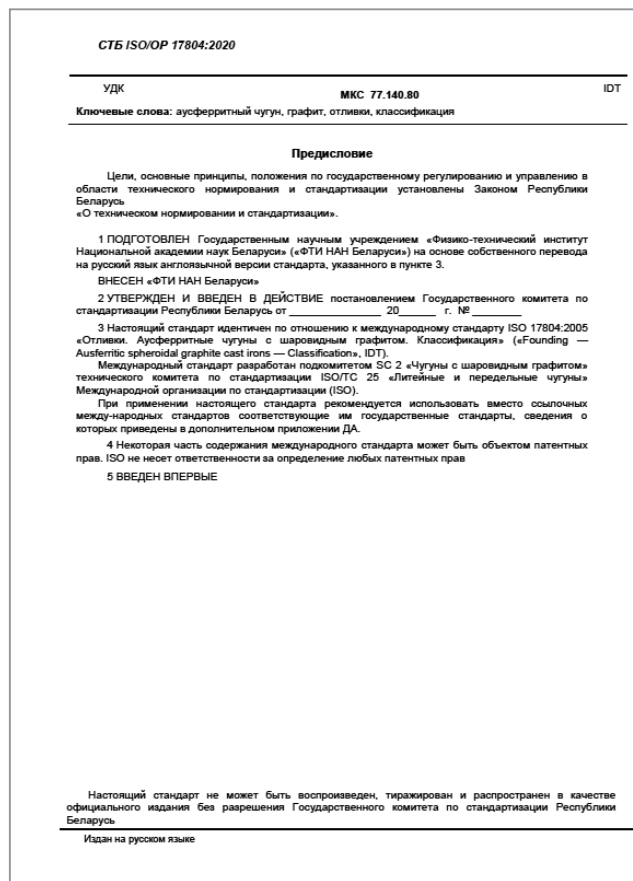 СТБ ISO/ОР 17804:2020
УДК
МКС 77.140.80
IDT
Ключевые слова: аусферритный чугун, графит, отливки, классификация
Предисловие
Цели, основные принципы, положения по государственному регулированию и управлению в
области технического нормирования и стандартизации установлены Законом Республики
Беларусь
«О техническом нормировании и стандартизации».
1 ПОДГОТОВЛЕН Государственным научным учреждением «Физико-технический институт
Национальной академии наук Беларуси» («ФТИ НАН Беларуси») на основе собственного перевода
на русский язык англоязычной версии стандарта, указанного в пункте 3.
ВНЕСЕН «ФТИ НАН Беларуси»
2 УТВЕРЖДЕН И ВВЕДЕН В ДЕЙСТВИЕ постановлением Государственного комитета по
стандартизации Республики Беларусь от ______________ 20______ г. № ________
3 Настоящий стандарт идентичен по отношению к международному стандарту ISO 17804:2005
«Отливки. Аусферритные чугуны с шаровидным графитом. Классификация» («Founding —
Ausferritic spheroidal graphite cast irons — Classification», IDT).
Международный стандарт разработан подкомитетом SC 2 «Чугуны с шаровидным графитом»
технического комитета по стандартизации ISO/TC 25 «Литейные и передельные чугуны»
Международной организации по стандартизации (ISO).
При применении настоящего стандарта рекомендуется использовать вместо ссылочных
между-народных стандартов соответствующие им государственные стандарты, сведения о
которых приведены в дополнительном приложении ДА.
4 Некоторая часть содержания международного стандарта может быть объектом патентных
прав. ISO не несет ответственности за определение любых патентных прав
5 ВВЕДЕН ВПЕРВЫЕ
Настоящий стандарт не может быть воспроизведен, тиражирован и распространен в качестве
официального издания без разрешения Государственного комитета по стандартизации Республики
Беларусь
Издан на русском языке